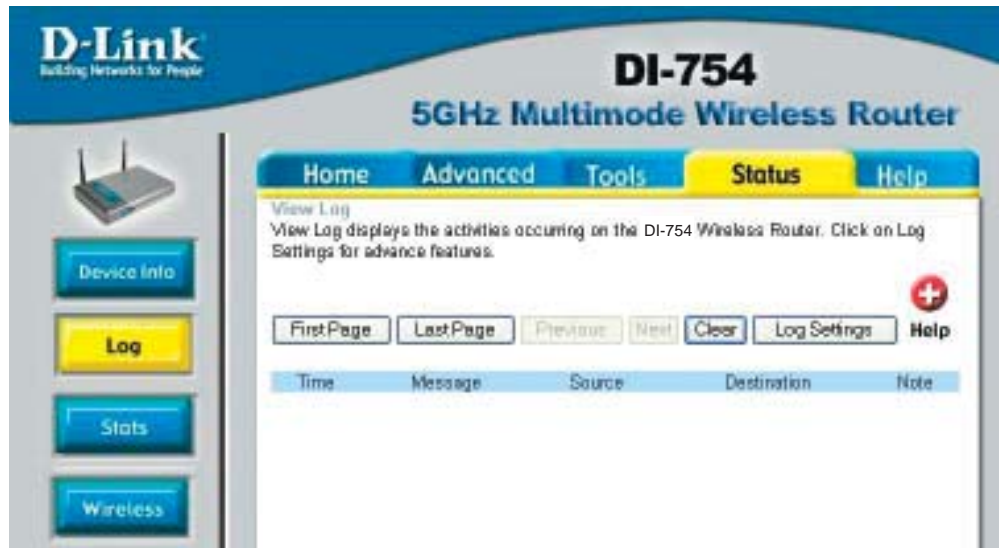 D-Link
Building Networks for People
DI-754
5GHz Multimode Wireless Router
Home Advanced Tools Status Help
View Log
View Log displays the activities occurring on the DI-754 Wireless Router. Click on Log
Settings for advance features.
Device Info
Log
Stats
Wireless
First Page Last Page Previous Next Clear Log Settings Help
Time Message Source Destination Note